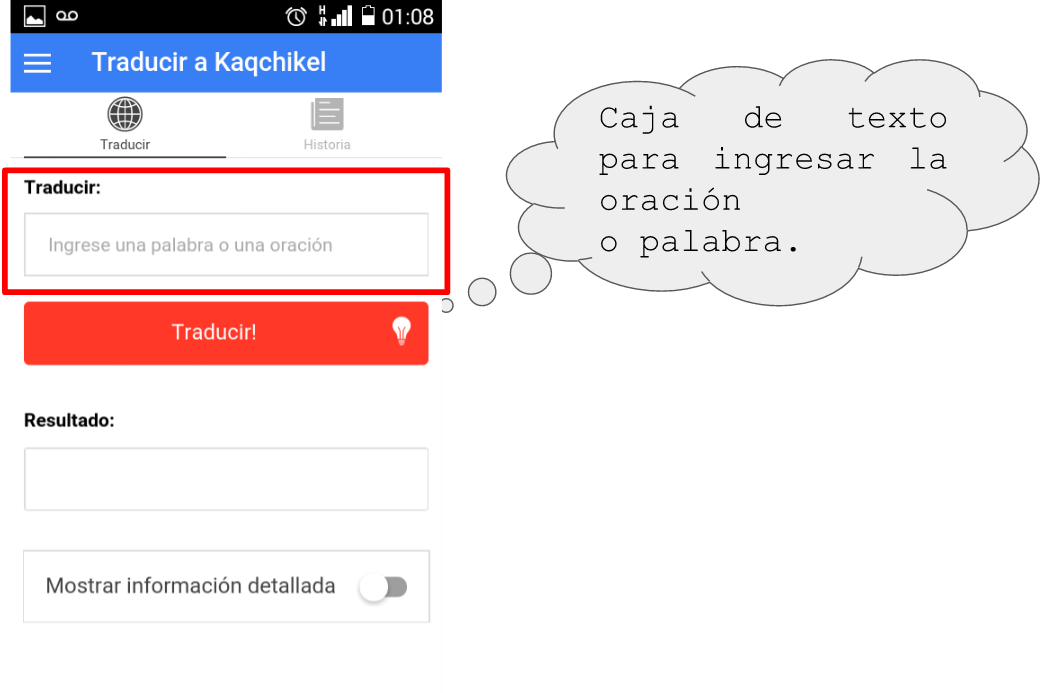 01:08
Traducir a Kaqchikel
Traducir
Historia
Traducir:
Ingrese una palabra o una oración
Traducir!
Resultado:
Mostrar información detallada
Caja de texto
para ingresar la
oración
o palabra.